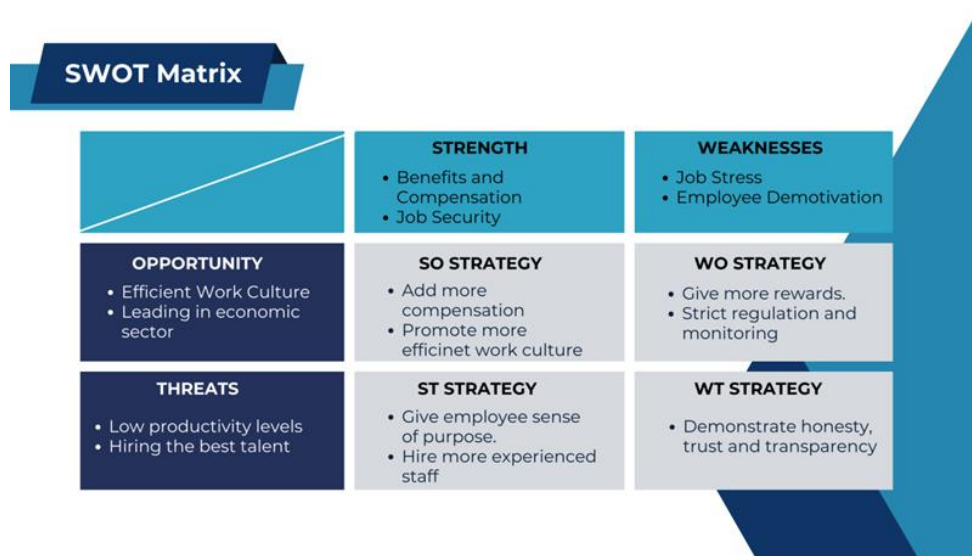 SWOT Matrix
STRENGTH
• Benefits and
Compensation
• Job Security
WEAKNESSES
• Job Stress
• Employee Demotivation
OPPORTUNITY
• Efficient Work Culture
• Leading in economic
sector
SO STRATEGY
• Add more
compensation
• Promote more
efficinet work culture
WO STRATEGY
• Give more rewards.
• Strict regulation and
monitoring
THREATS
• Low productivity levels
• Hiring the best talent
ST STRATEGY
• Give employee sense
of purpose.
• Hire more experienced
staff
WT STRATEGY
• Demonstrate honesty,
trust and transparency